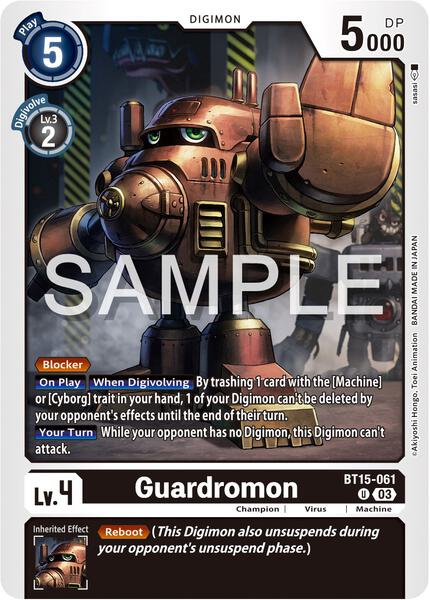 DIGIMON
Play
5
DP
5000
Digivolve
Lv.3
2
sasasi
SAMPLE
Blocker
On Play When Digivolving By trashing 1 card with the [Machine]
or [Cyborg] trait in your hand, 1 of your Digimon can't be deleted by
your opponent's effects until the end of their turn.
Your Turn While your opponent has no Digimon, this Digimon can't
attack.
©Akiyoshi Hongo, Toei Animation BANDAI MADE IN JAPAN
Lv.4
Guardromon
BT15-061
U 03
Champion | Virus | Machine
Inherited Effect
Reboot (This Digimon also unsuspends during
your opponent's unsuspend phase.)